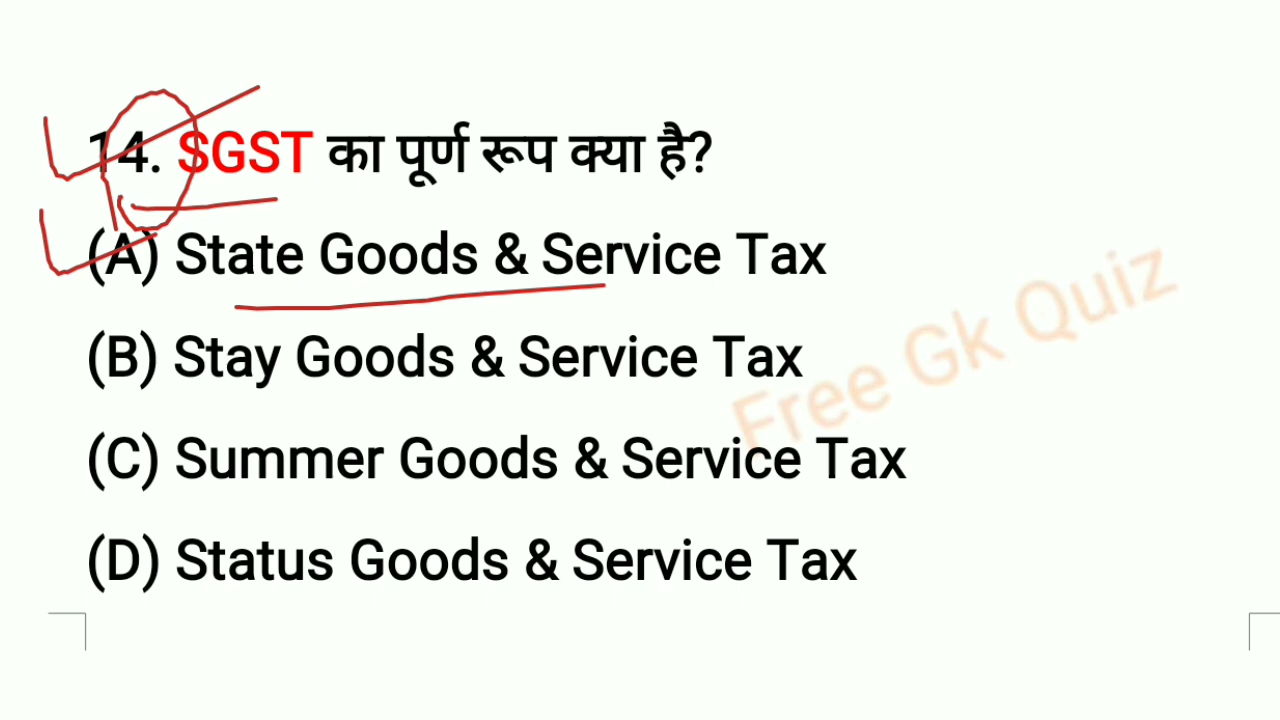 14. SGST का पूर्ण रूप क्या है?
(A) State Goods & Service Tax
(B) Stay Goods & Service Tax
(C) Summer Goods & Service Tax
(D) Status Goods & Service Tax
Free Gk Quiz